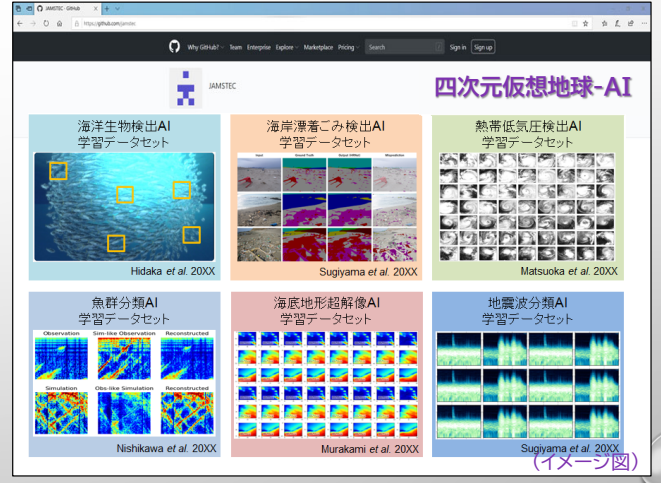 JAMSTEC · GitHub
https://github.com/jamstec
Why GitHub? Team Enterprise Explore Marketplace Pricing Search Sign in Sign up
JAMSTEC
四次元仮想地球-AI
海洋生物検出AI
学習データセット
Hidaka et al. 20XX
海岸漂着ごみ検出AI
学習データセット
Input Ground Truth
Sugiyama et al. 20XX
熱帯低気圧検出AI
学習データセット
Matsuoka et al. 20XX
魚群分類AI
学習データセット
Observation Sim-like Observation Reconstructed
Simulation Obs-like Simulation Reconstructed
Nishikawa et al. 20XX
海底地形超解像AI
学習データセット
Murakami et al. 20XX
地震波分類AI
学習データセット
Sugiyama et al. 20XX
(イメージ図)